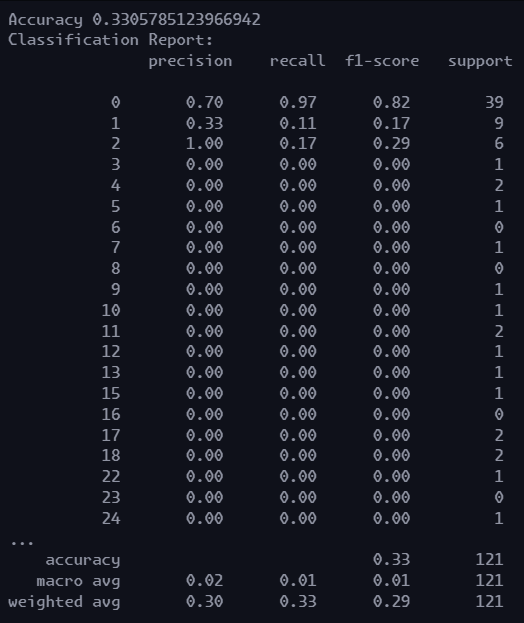 Accuracy 0.3305785123966942
Classification Report:
precision recall f1-score support
0 0.70 0.97 0.82 39
1 0.33 0.11 0.17 9
2 1.00 0.17 0.29 6
3 0.00 0.00 0.00 1
4 0.00 0.00 0.00 2
5 0.00 0.00 0.00 1
6 0.00 0.00 0.00 0
7 0.00 0.00 0.00 1
8 0.00 0.00 0.00 0
9 0.00 0.00 0.00 1
10 0.00 0.00 0.00 1
11 0.00 0.00 0.00 2
12 0.00 0.00 0.00 1
13 0.00 0.00 0.00 1
15 0.00 0.00 0.00 1
16 0.00 0.00 0.00 0
17 0.00 0.00 0.00 2
18 0.00 0.00 0.00 2
22 0.00 0.00 0.00 1
23 0.00 0.00 0.00 0
24 0.00 0.00 0.00 1
...
accuracy 0.33 121
macro avg 0.02 0.01 0.01 121
weighted avg 0.30 0.33 0.29 121